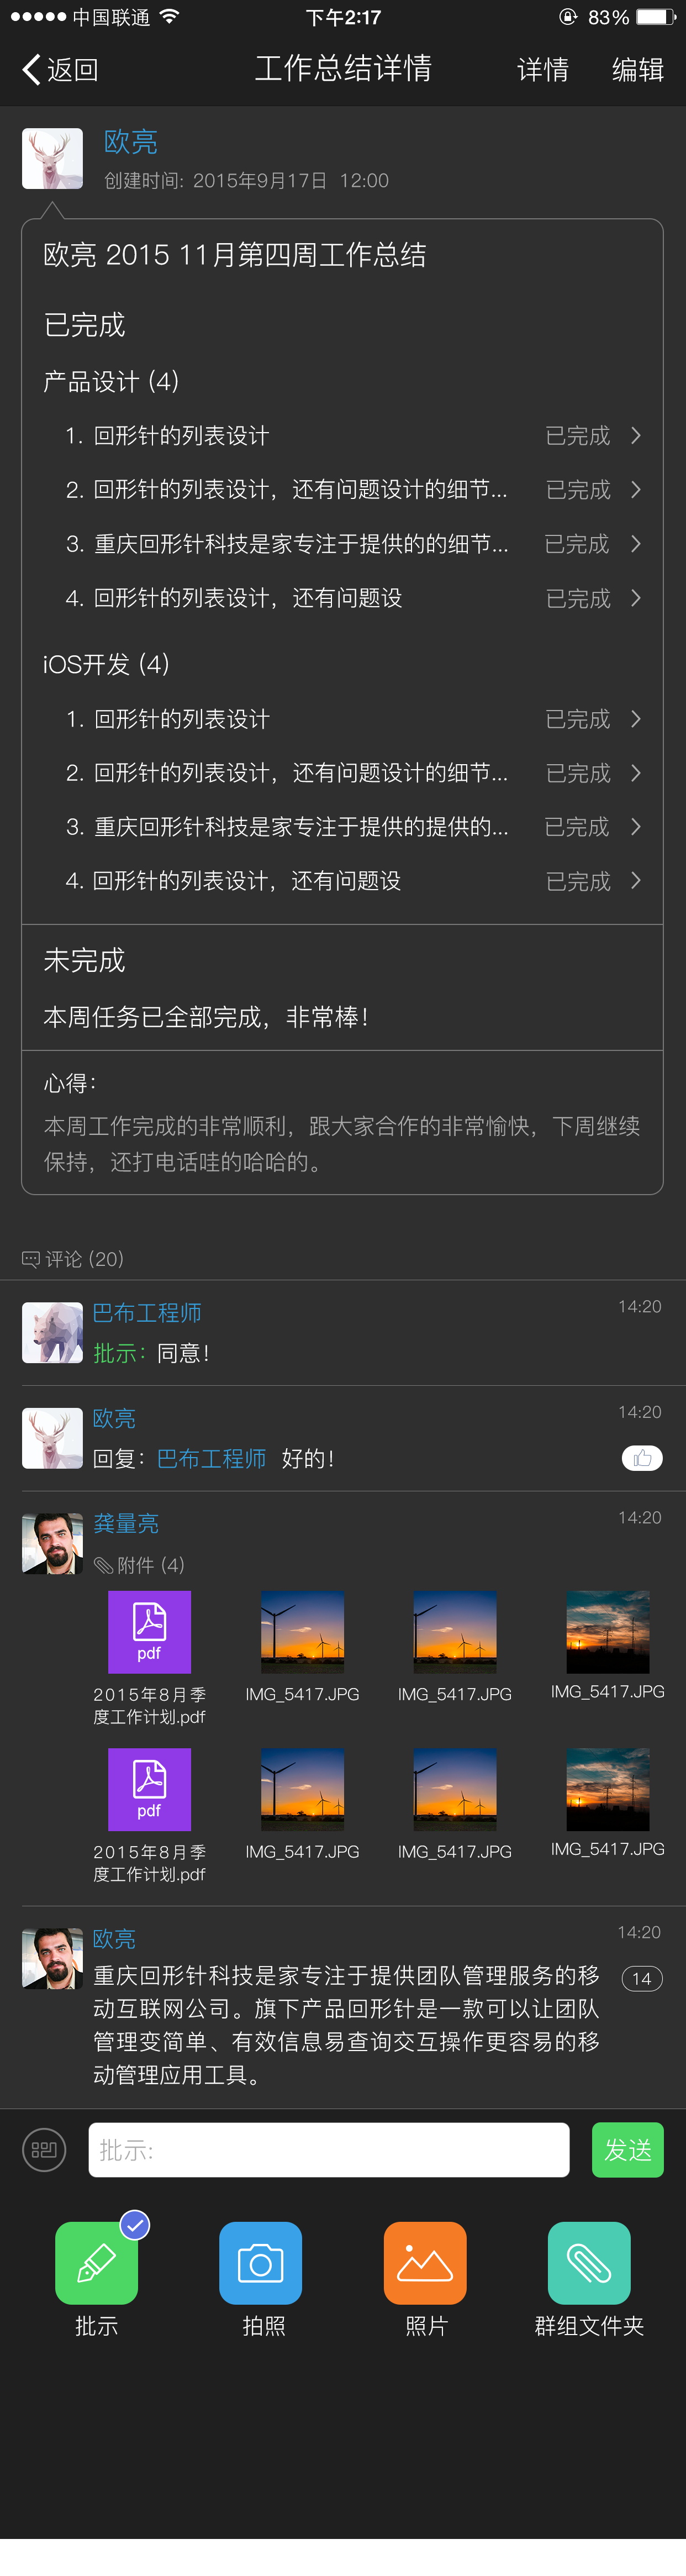 中国联通 下午2:17 83%
返回 工作总结详情 详情 编辑
欧亮
创建时间: 2015年9月17日 12:00
欧亮 2015 11月第四周工作总结
已完成
产品设计 (4)
1. 回形针的列表设计 已完成
2. 回形针的列表设计，还有问题设计的细节... 已完成
3. 重庆回形针科技是家专注于提供的的细节... 已完成
4. 回形针的列表设计，还有问题设 已完成
iOS开发 (4)
1. 回形针的列表设计 已完成
2. 回形针的列表设计，还有问题设计的细节... 已完成
3. 重庆回形针科技是家专注于提供的提供的... 已完成
4. 回形针的列表设计，还有问题设 已完成
未完成
本周任务已全部完成，非常棒！
心得：
本周工作完成的非常顺利，跟大家合作的非常愉快，下周继续
保持，还打电话哇的哈哈的。
评论 (20)
巴布工程师 14:20
批示：同意！
欧亮 14:20
回复：巴布工程师 好的！
龚量亮 14:20
附件 (4)
pdf
2015年8月季
度工作计划.pdf
IMG_5417.JPG
IMG_5417.JPG
IMG_5417.JPG
pdf
2015年8月季
度工作计划.pdf
IMG_5417.JPG
IMG_5417.JPG
IMG_5417.JPG
欧亮 14:20
重庆回形针科技是家专注于提供团队管理服务的移 14
动互联网公司。旗下产品回形针是一款可以让团队
管理变简单、有效信息易查询交互操作更容易的移
动管理应用工具。
批示: 发送
批示 拍照 照片 群组文件夹